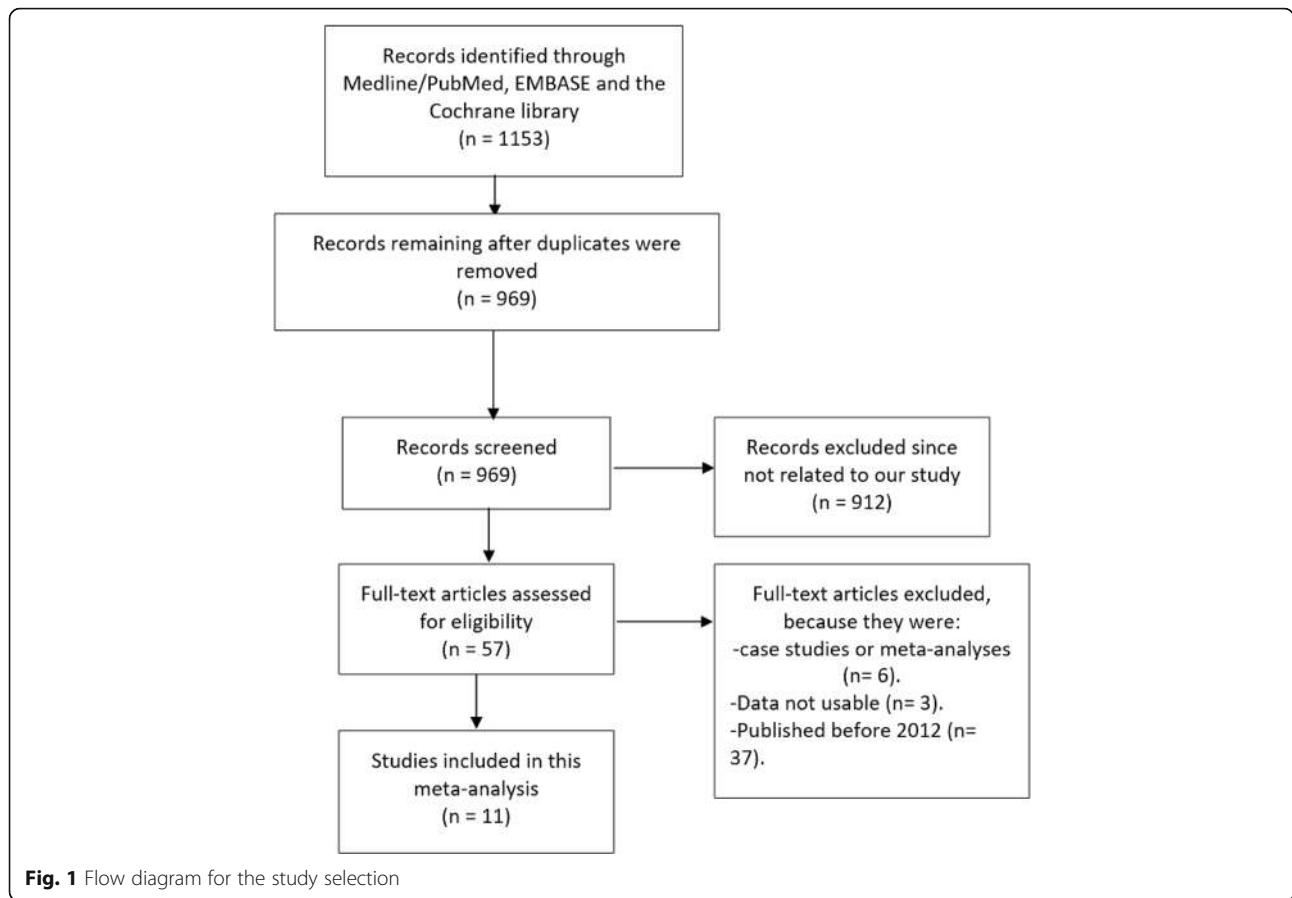 Records identified through
Medline/PubMed, EMBASE and the
Cochrane library
(n = 1153)
Records remaining after duplicates were
removed
(n = 969)
Records screened
(n = 969)
Records excluded since
not related to our study
(n = 912)
Full-text articles assessed
for eligibility
(n = 57)
Full-text articles excluded,
because they were:
-case studies or meta-analyses
(n= 6).
-Data not usable (n= 3).
-Published before 2012 (n=
37).
Studies included in this
meta-analysis
(n = 11)
Fig. 1 Flow diagram for the study selection